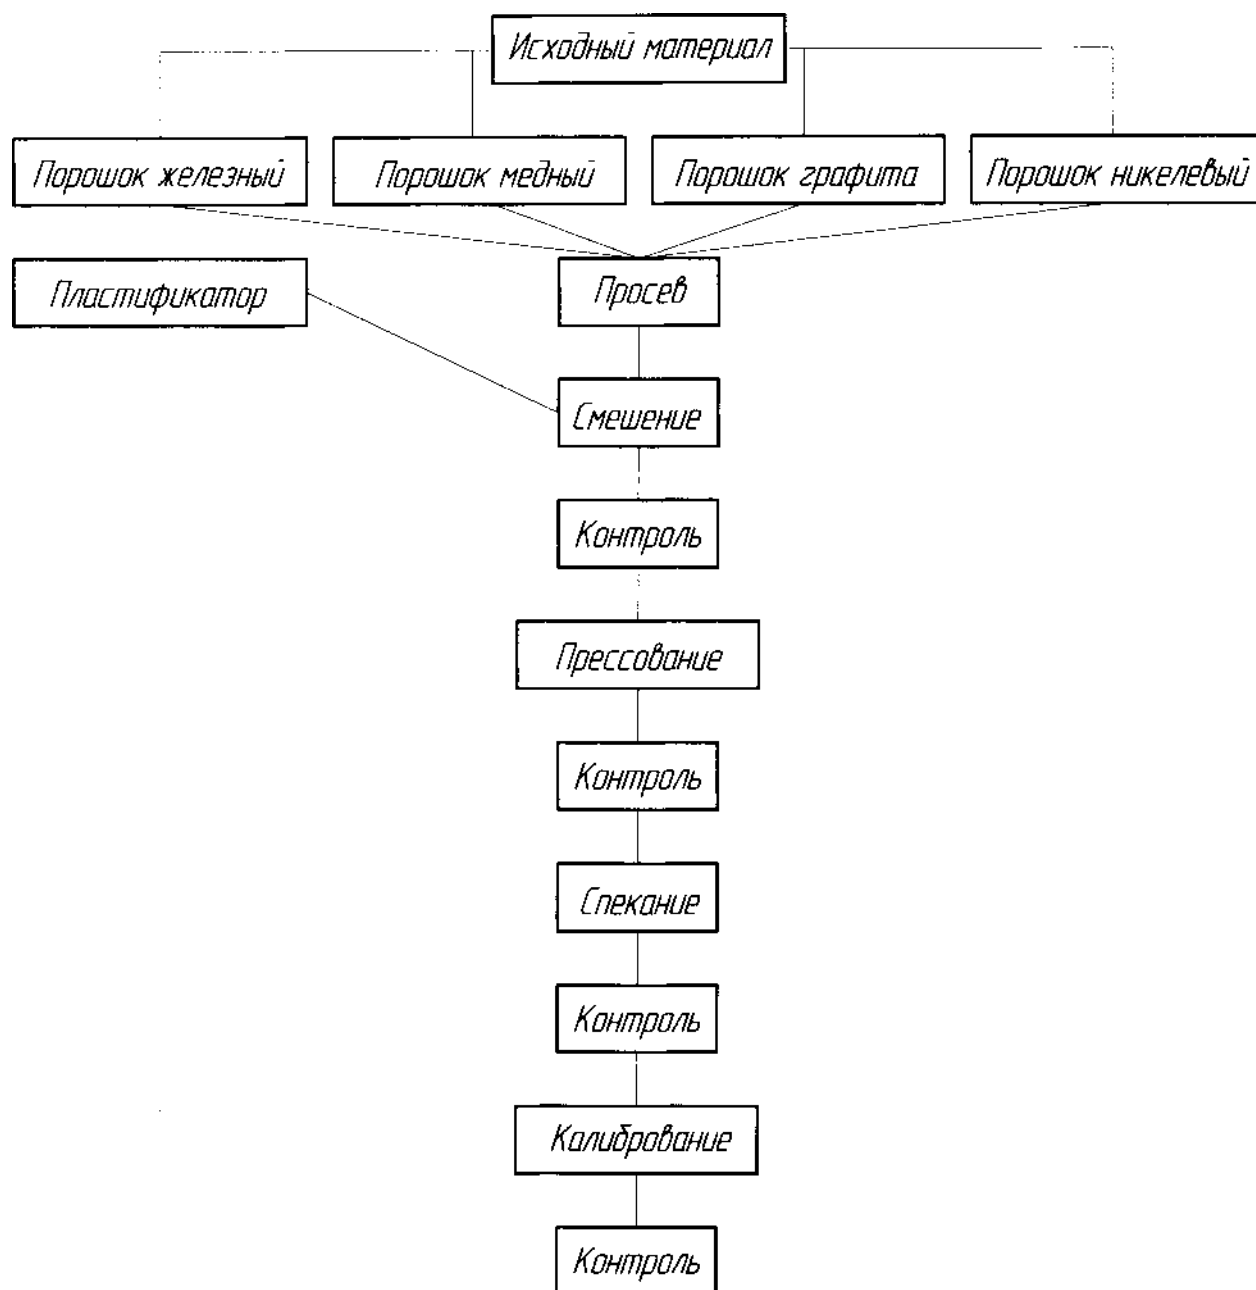 Исходный материал
Порошок железный
Порошок медный
Порошок графита
Порошок никелевый
Пластификатор
Просев
Смешение
Контроль
Прессование
Контроль
Спекание
Контроль
Калибрование
Контроль